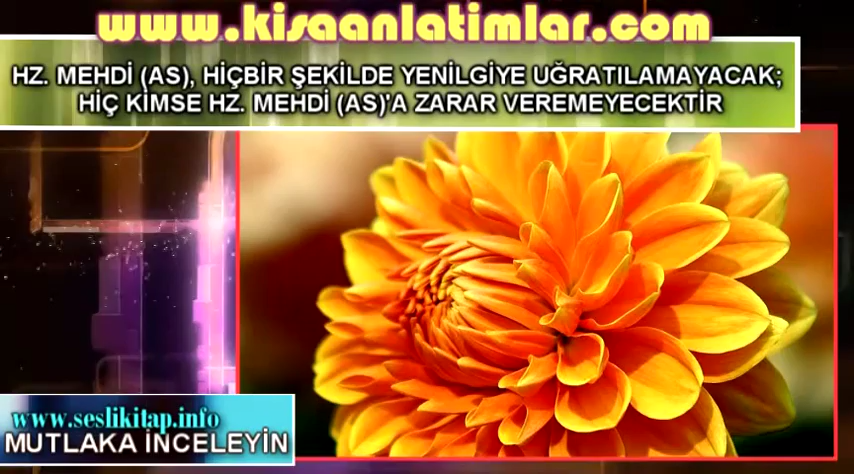 www.kisaanlatimlar.com
HZ. MEHDİ (AS), HİÇBİR ŞEKİLDE YENİLGİYE UĞRATILAMAYACAK;
HİÇ KİMSE HZ. MEHDİ (AS)'A ZARAR VEREMEYECEKTİR
www.seslikitap.info
MUTLAKA İNCELEYİN